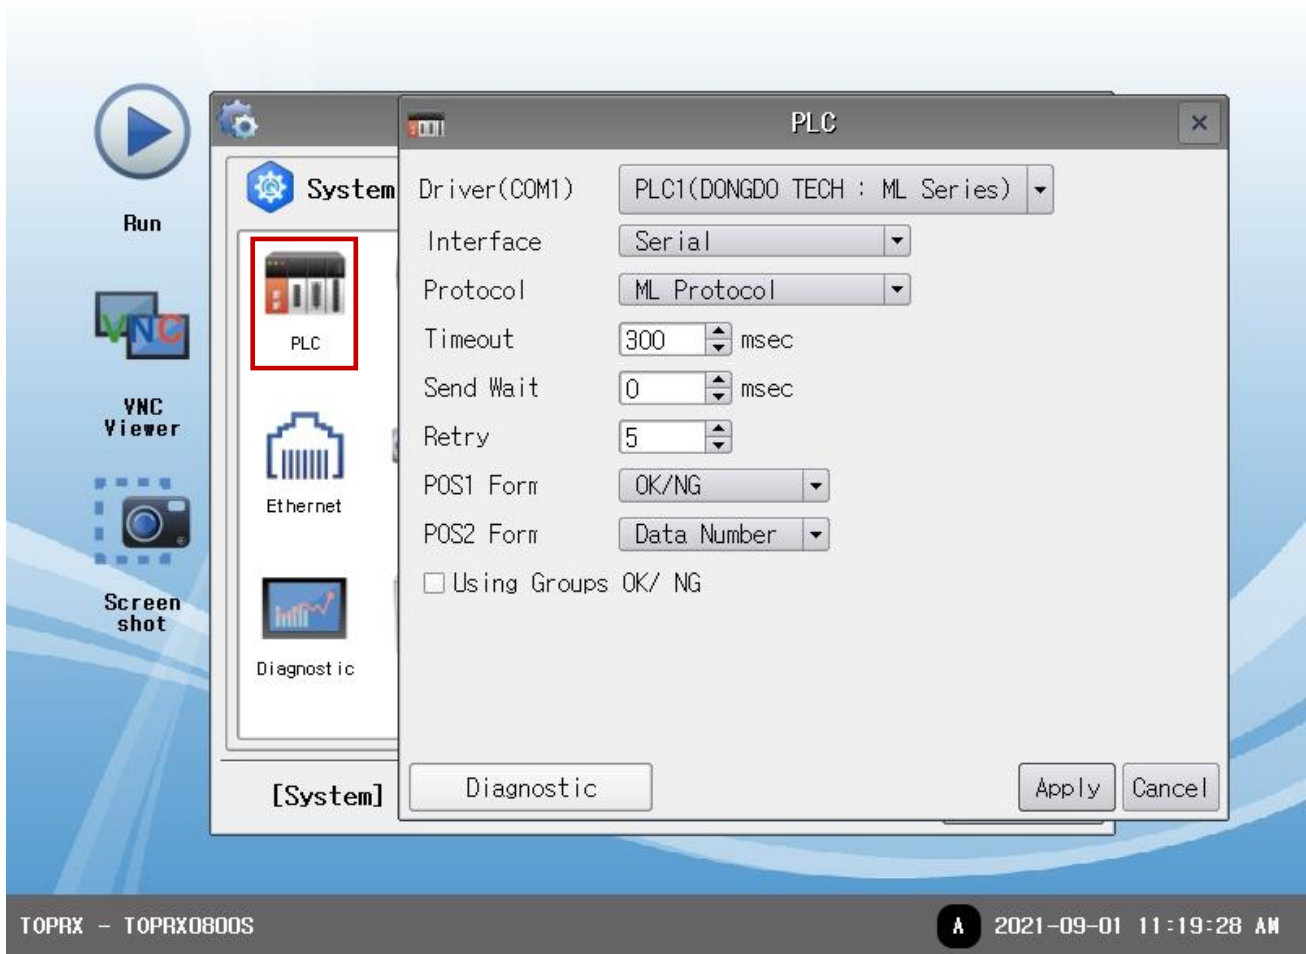 Run
VNC
Viewer
Screen
shot
System
PLC
Ethernet
Diagnostic
[System]
PLC
Driver(COM1) PLC1(DONGDO TECH : ML Series)
Interface Serial
Protocol ML Protocol
Timeout 300 msec
Send Wait 0 msec
Retry 5
POS1 Form OK/NG
POS2 Form Data Number
Using Groups OK/ NG
Diagnostic Apply Cancel
TOPRX - TOPRX0800S A 2021-09-01 11:19:28 AM